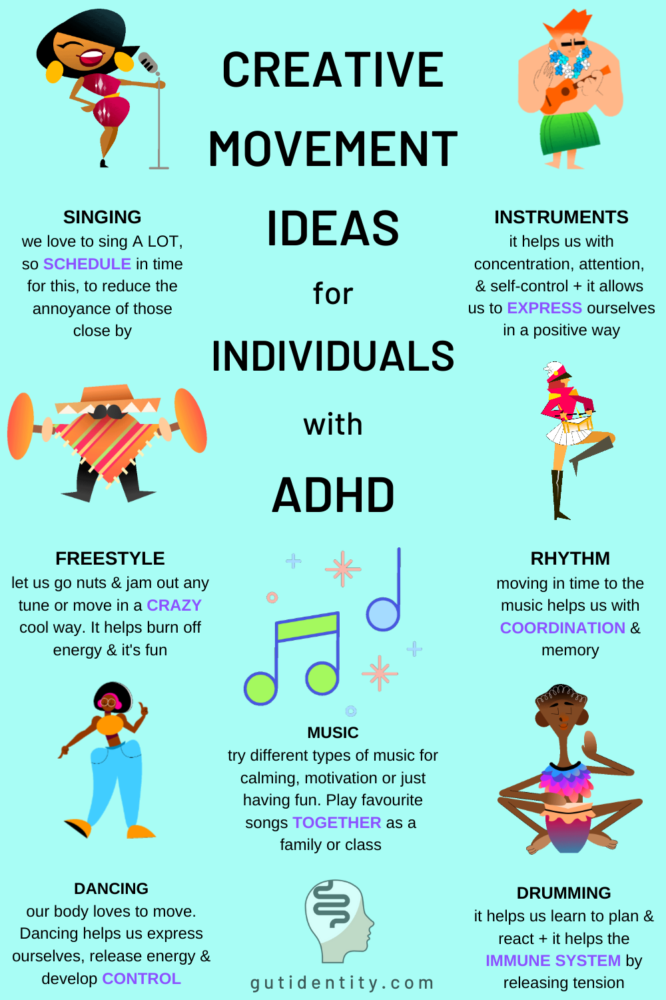 CREATIVE
MOVEMENT
IDEAS
for
INDIVIDUALS
with
ADHD
SINGING
we love to sing A LOT,
so SCHEDULE in time
for this, to reduce the
annoyance of those
close by
INSTRUMENTS
it helps us with
concentration, attention,
& self-control + it allows
us to EXPRESS ourselves
in a positive way
FREESTYLE
let us go nuts & jam out any
tune or move in a CRAZY
cool way. It helps burn off
energy & it's fun
RHYTHM
moving in time to the
music helps us with
COORDINATION &
memory
MUSIC
try different types of music for
calming, motivation or just
having fun. Play favourite
songs TOGETHER as a
family or class
DANCING
our body loves to move.
Dancing helps us express
ourselves, release energy &
develop CONTROL
DRUMMING
it helps us learn to plan &
react + it helps the
IMMUNE SYSTEM by
releasing tension
gutidentity.com